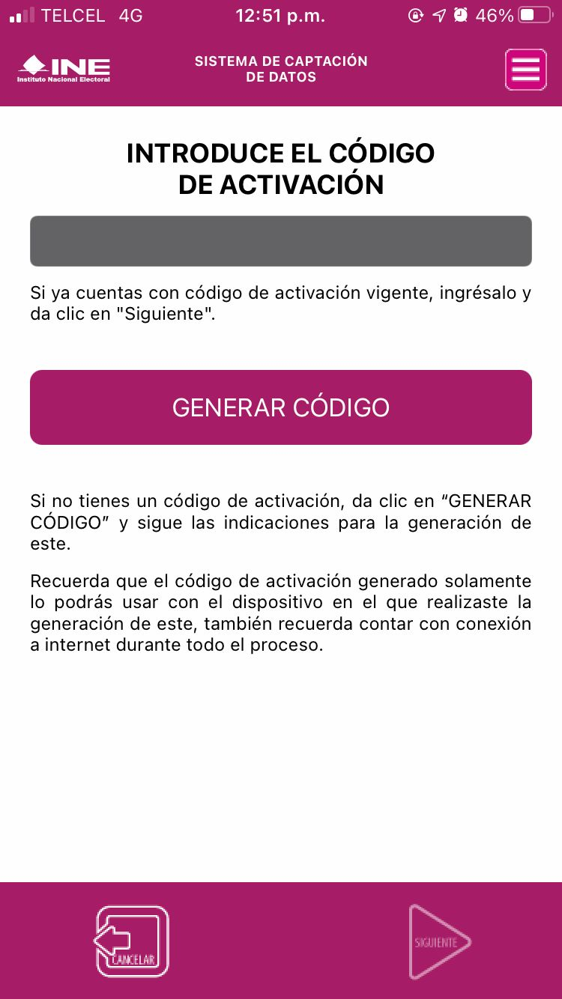 TELCEL 4G 12:51 p.m. 46%
INE
Instituto Nacional Electoral
SISTEMA DE CAPTACIÓN
DE DATOS
INTRODUCE EL CÓDIGO
DE ACTIVACIÓN
Si ya cuentas con código de activación vigente, ingrésalo y
da clic en "Siguiente".
GENERAR CÓDIGO
Si no tienes un código de activación, da clic en “GENERAR
CÓDIGO” y sigue las indicaciones para la generación de
este.
Recuerda que el código de activación generado solamente
lo podrás usar con el dispositivo en el que realizaste la
generación de este, también recuerda contar con conexión
a internet durante todo el proceso.
CANCELAR
SIGUIENTE